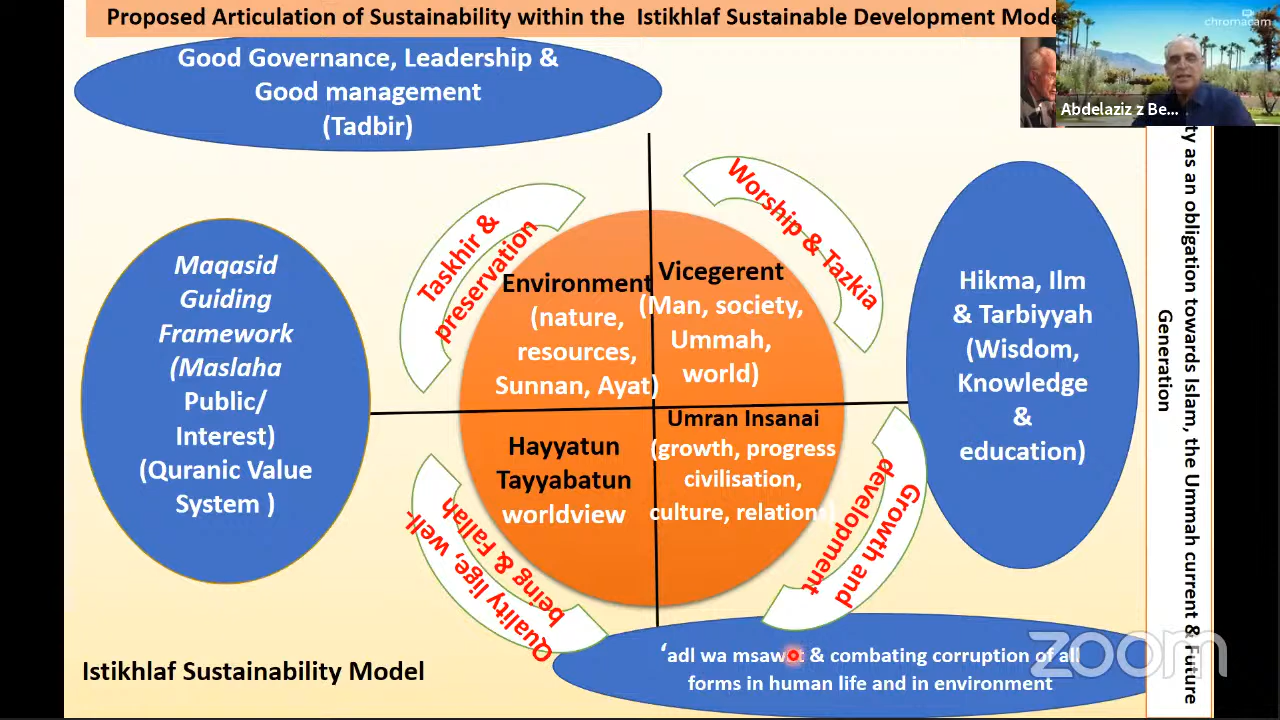 Proposed Articulation of Sustainability within the Istikhlaf Sustainable Development Mode
chromacam
Abdelaziz z Be...
Good Governance, Leadership &
Good management
(Tadbir)
Maqasid
Guiding
Framework
(Maslaha
Public/
Interest)
(Quranic Value
System )
Taskhir &
preservation
Worship & Tazkia
Environment
(nature,
resources,
Sunnan, Ayat)
Vicegerent
(Man, society,
Ummah,
world)
Hayyatun
Tayyabatun
worldview
Umran Insanai
(growth, progress
civilisation,
culture, relations)
Quality lige, well-
being & Fallah
Growth and
development
Hikma, Ilm
& Tarbiyyah
(Wisdom,
Knowledge
&
education)
ty as an obligation towards Islam, the Ummah current & Future
Generation
‘adl wa msawat & combating corruption of all
forms in human life and in environment
Istikhlaf Sustainability Model
zoom